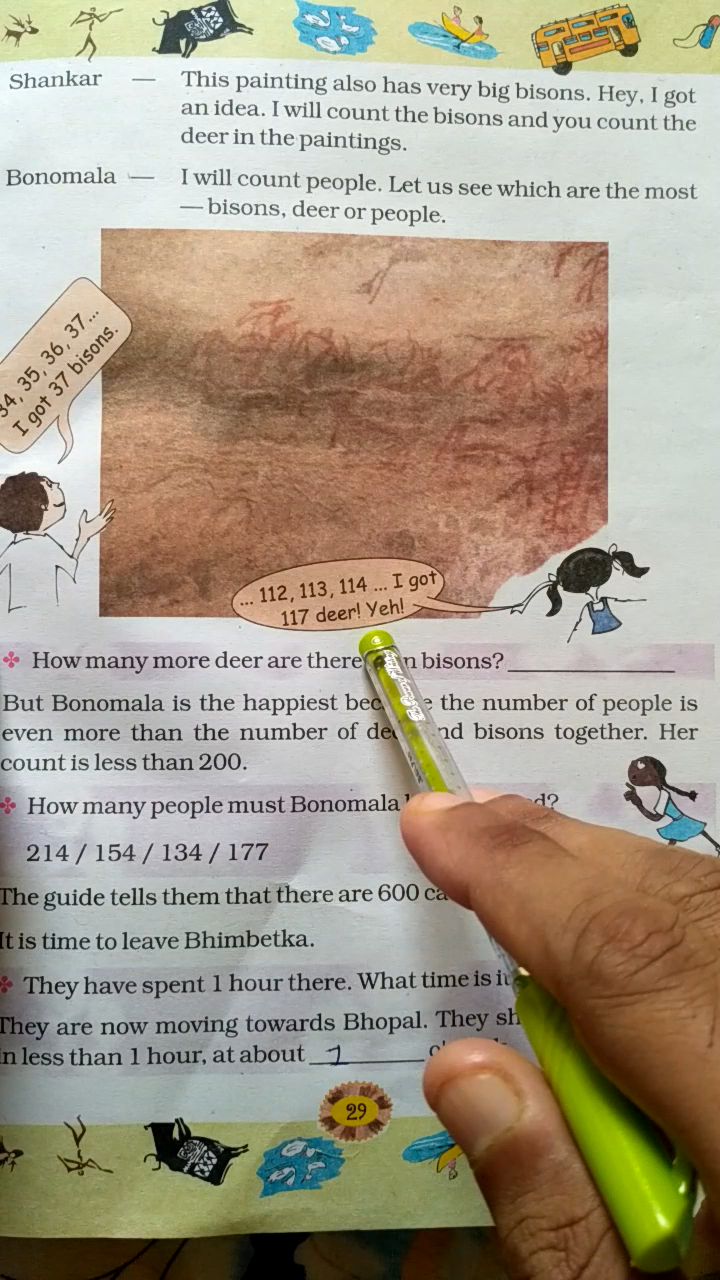 Shankar — This painting also has very big bisons. Hey, I got
an idea. I will count the bisons and you count the
deer in the paintings.
Bonomala — I will count people. Let us see which are the most
— bisons, deer or people.
34, 35, 36, 37...
I got 37 bisons.
... 112, 113, 114 ... I got
117 deer! Yeh!
How many more deer are there bisons?
But Bonomala is the happiest the number of people is
even more than the number of and bisons together. Her
count is less than 200.
How many people must Bonomala
214 / 154 / 134 / 177
The guide tells them that there are 600
It is time to leave Bhimbetka.
They have spent 1 hour there. What time is
They are now moving towards Bhopal. They
in less than 1 hour, at about 1
29